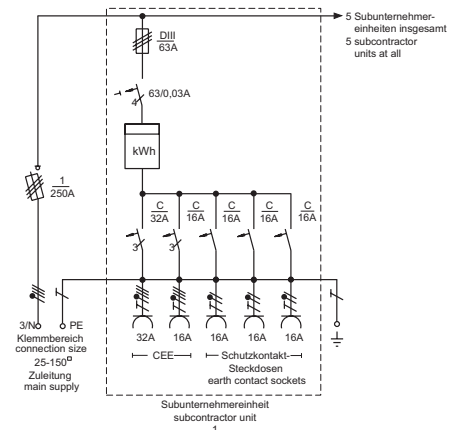 5 Subunternehmer-
einheiten insgesamt
5 subcontractor
units at all
DIII
63A
4
63/0,03A
kWh
1
250A
C
32A
C
16A
C
16A
C
16A
C
16A
3
3
3/N
PE
Klemmbereich
connection size
25-150□
Zuleitung
main supply
32A
16A
16A
16A
16A
CEE
Schutzkontakt-
Steckdosen
earth contact sockets
Subunternehmereinheit
subcontractor unit
1